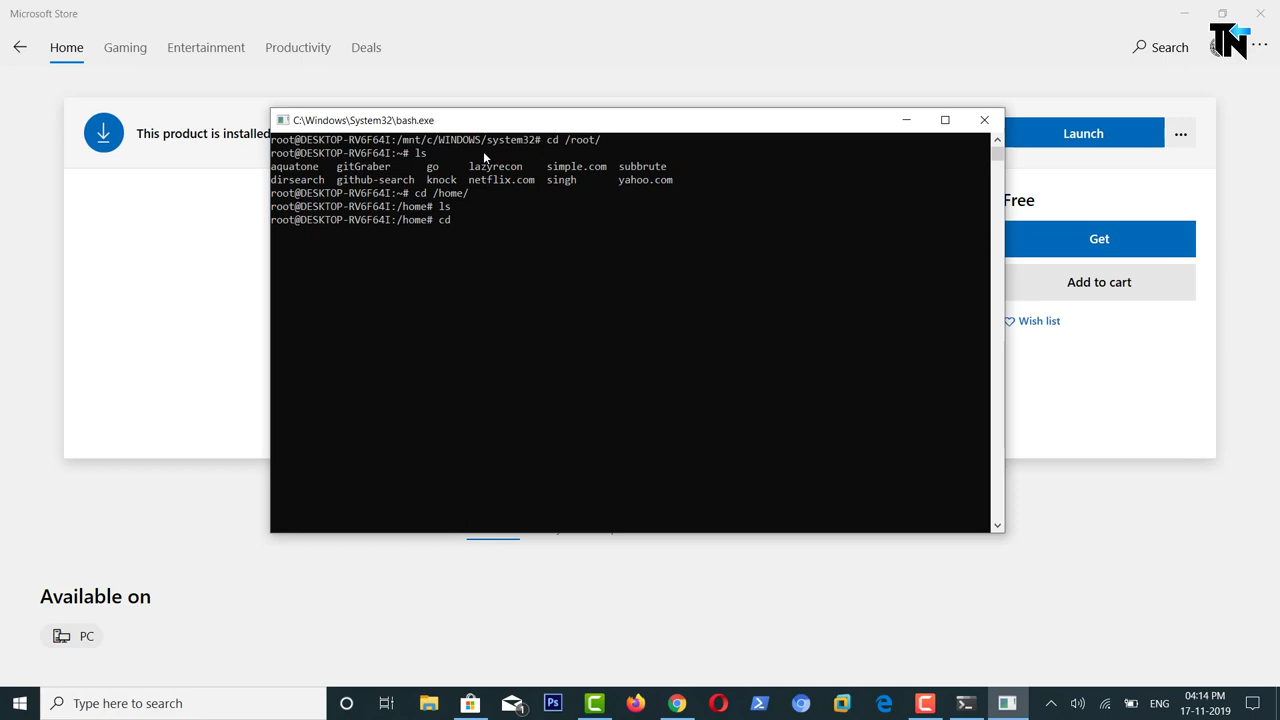 Microsoft Store
Home Gaming Entertainment Productivity Deals Search
TN
This product is installed Launch
C:\Windows\System32\bash.exe
root@DESKTOP-RV6F64I:/mnt/c/WINDOWS/system32# cd /root/
root@DESKTOP-RV6F64I:~# ls
aquatone gitGraber go lazyrecon simple.com subbrute
dirsearch github-search knock netflix.com singh yahoo.com
root@DESKTOP-RV6F64I:~# cd /home/
root@DESKTOP-RV6F64I:/home# ls
root@DESKTOP-RV6F64I:/home# cd
Free
Get
Add to cart
Wish list
Available on
PC
Type here to search
Ps
ENG
04:14 PM
17-11-2019